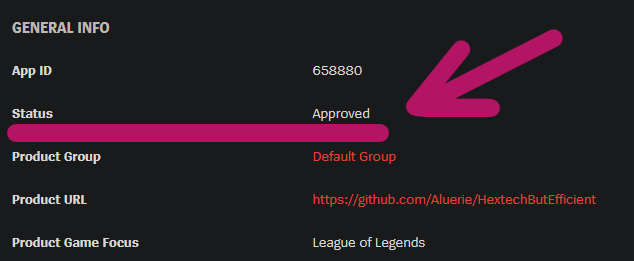 GENERAL INFO
App ID 658880
Status Approved
Product Group Default Group
Product URL https://github.com/Aluerie/HextechButEfficient
Product Game Focus League of Legends